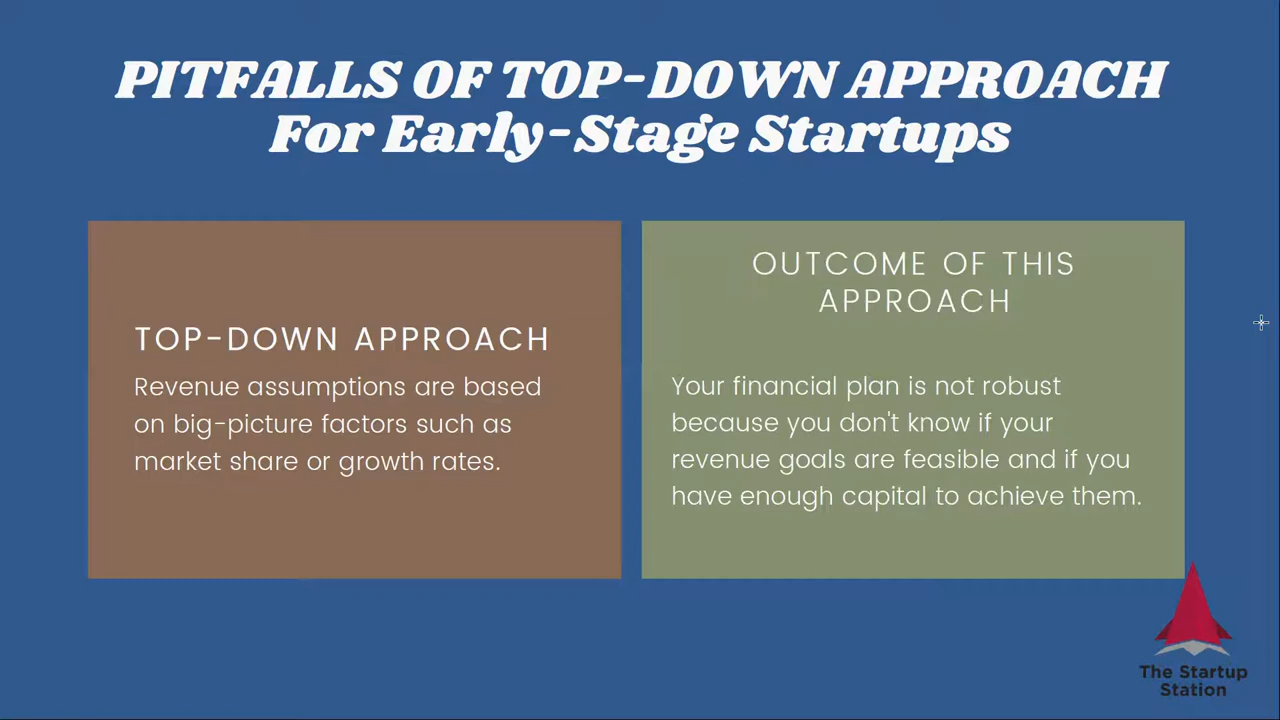 PITFALLS OF TOP-DOWN APPROACH
For Early-Stage Startups
TOP-DOWN APPROACH
Revenue assumptions are based
on big-picture factors such as
market share or growth rates.
OUTCOME OF THIS
APPROACH
Your financial plan is not robust
because you don't know if your
revenue goals are feasible and if you
have enough capital to achieve them.
The Startup
Station